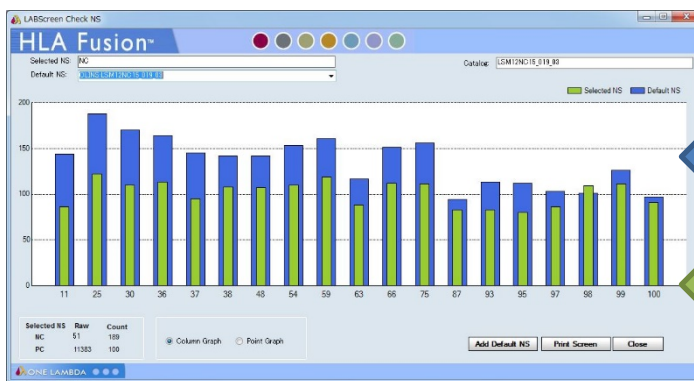 LABScreen Check NS
HLA Fusion™
Selected NS: NC
Catalog: LSM12NC15_019_03
Default NS:
Selected NS Default NS
200
150
100
50
0
11 25 30 36 37 38 48 54 59 63 66 75 87 93 95 97 98 99 100
Selected NS Raw Count
NC 51 189
PC 11383 100
Column Graph Point Graph
Add Default NS Print Screen Close
ONE LAMBDA